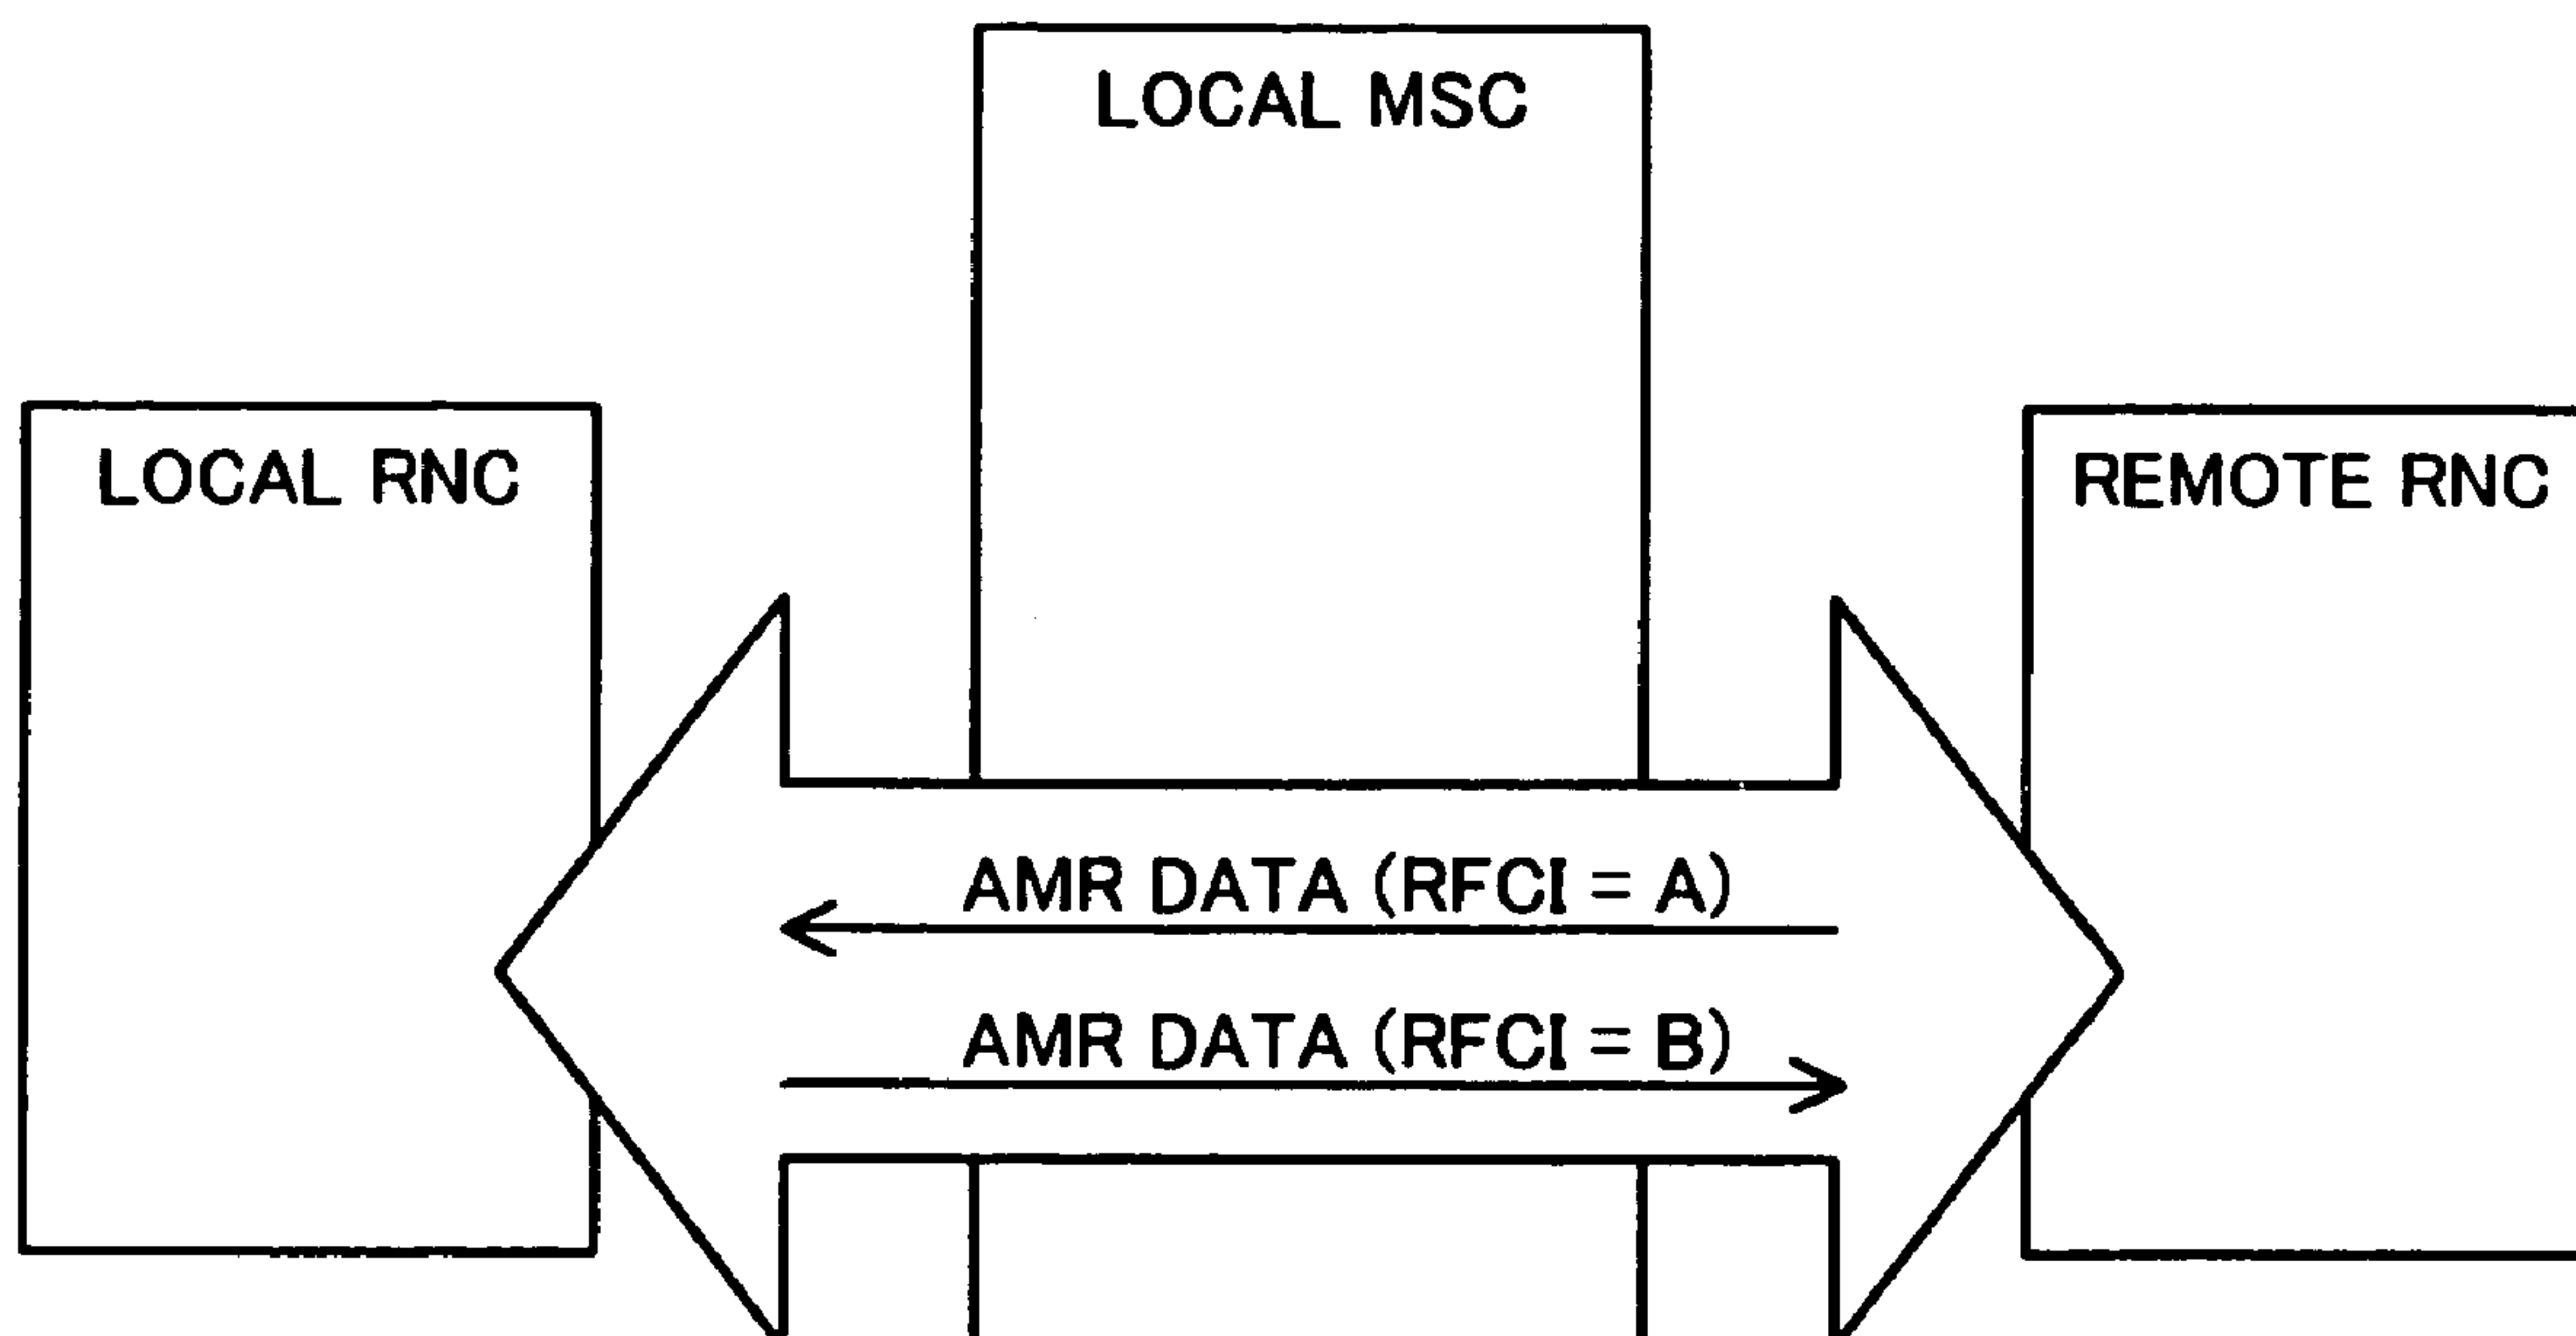 LOCAL MSC
LOCAL RNC
REMOTE RNC
AMR DATA (RFCI = A)
AMR DATA (RFCI = B)